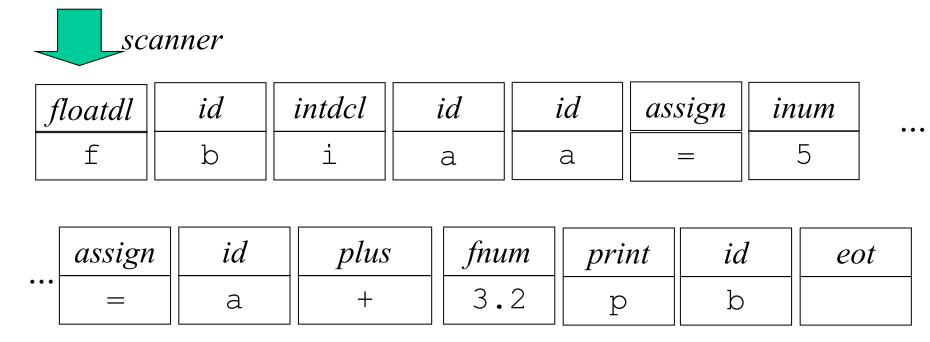 scanner
floatdl id intdcl id id assign inum
f b i a a = 5 ...
... assign id plus fnum print id eot
= a + 3.2 p b